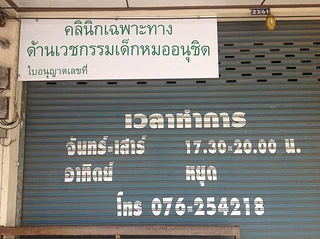 23/61
คลินิกเฉพาะทาง
ด้านเวชกรรมเด็กหมออนุชิต
ใบอนุญาตเลขที่
เวลาทำการ
จันทร์-เสาร์ 17.30-20.00 น.
อาทิตย์ หยุด
โทร 076-254218